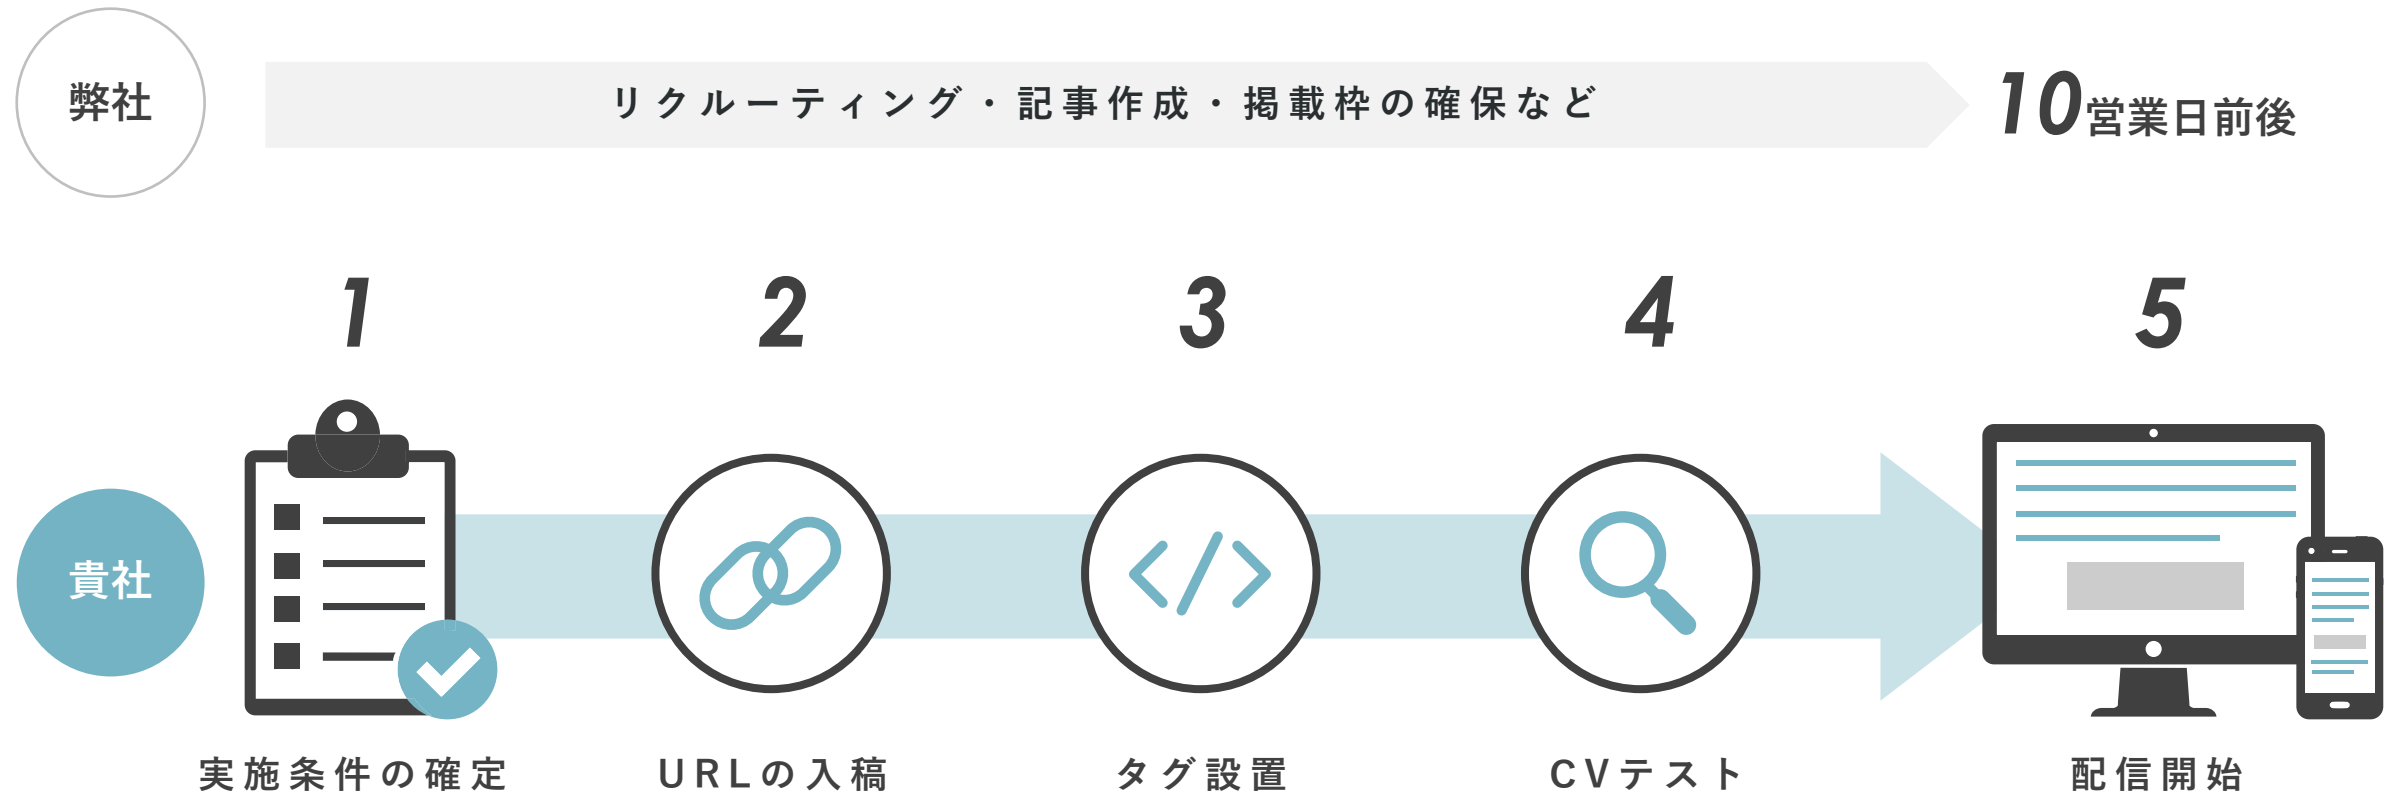 弊社
リクルーティング・記事作成・掲載枠の確保など
10営業日前後
1
2
3
4
5
貴社
実施条件の確定
URLの入稿
タグ設置
CVテスト
配信開始